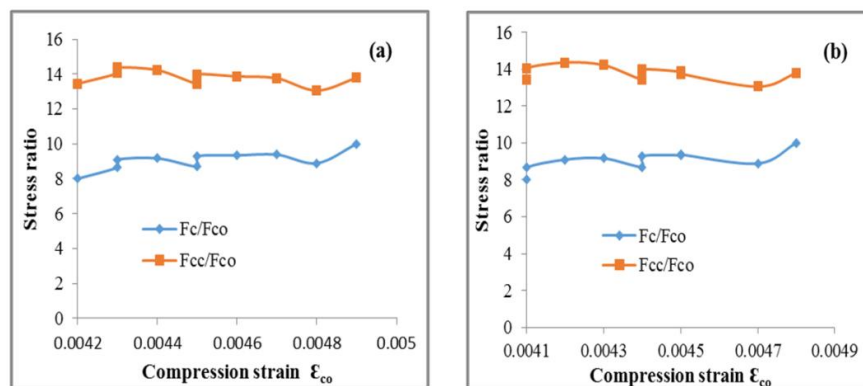 (a)
16
14
12
10
8
6
4
2
0
Stress ratio
Fc/Fco
Fcc/Fco
0.0042
0.0044
0.0046
0.0048
0.005
Compression strain Ɛco
(b)
16
14
12
10
8
6
4
2
0
Stress ratio
Fc/Fco
Fcc/Fco
0.0041
0.0043
0.0045
0.0047
0.0049
Compression strain Ɛco